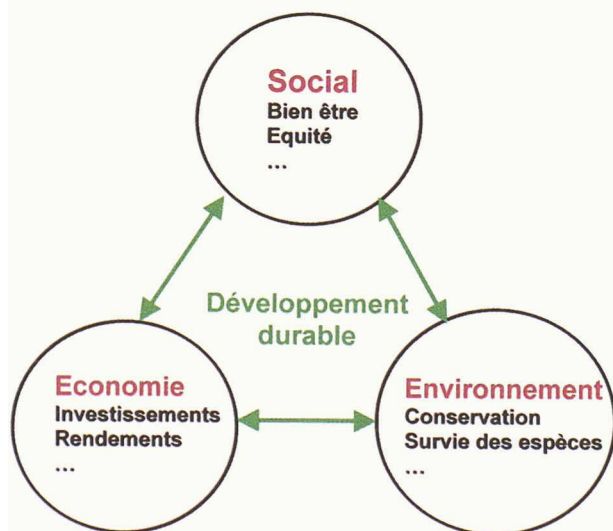 Social
Bien être
Equité
...
Développement
durable
Economie
Investissements
Rendements
...
Environnement
Conservation
Survie des espèces
...